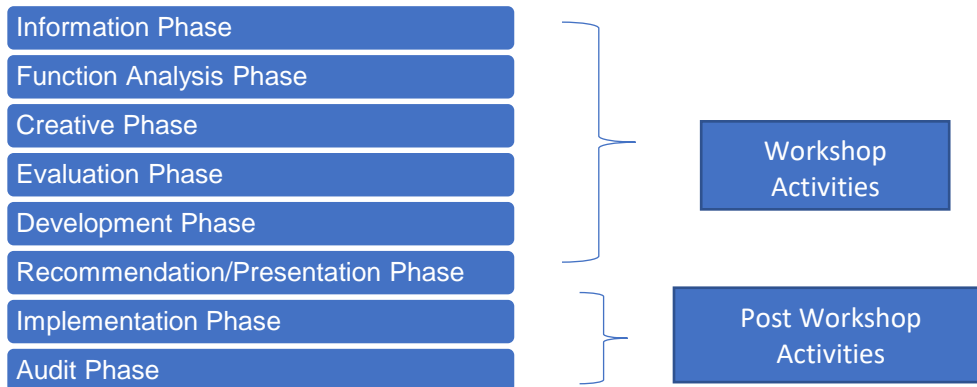 Information Phase
Function Analysis Phase
Creative Phase
Evaluation Phase
Development Phase
Recommendation/Presentation Phase
Implementation Phase
Audit Phase
Workshop
Activities
Post Workshop
Activities